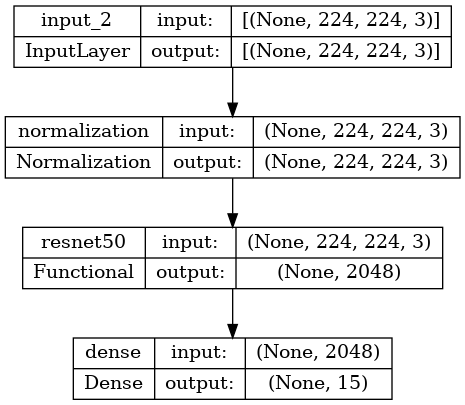 input_2 input: [(None, 224, 224, 3)]
InputLayer output: [(None, 224, 224, 3)]
normalization input: (None, 224, 224, 3)
Normalization output: (None, 224, 224, 3)
resnet50 input: (None, 224, 224, 3)
Functional output: (None, 2048)
dense input: (None, 2048)
Dense output: (None, 15)